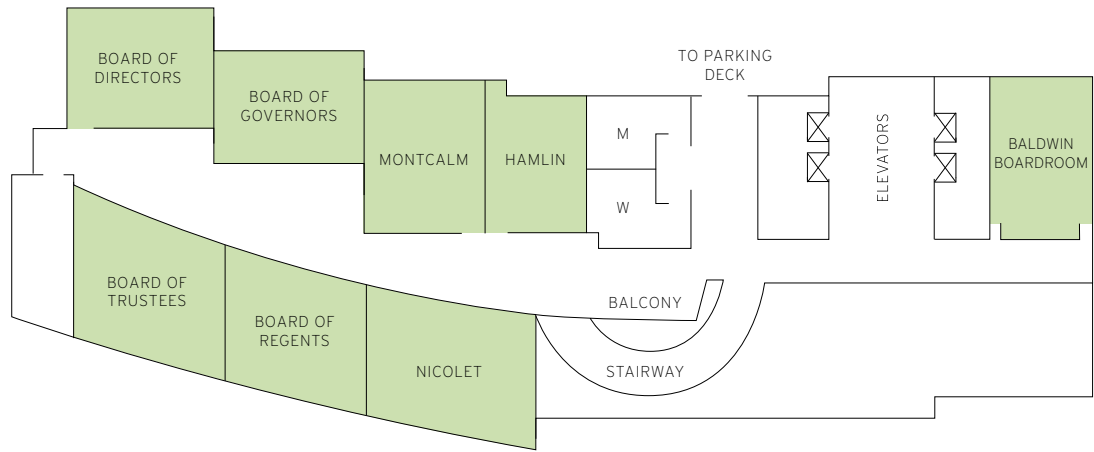 BOARD OF
DIRECTORS
BOARD OF
GOVERNORS
MONTCALM
HAMLIN
M
W
TO PARKING
DECK
ELEVATORS
BALDWIN
BOARDROOM
BOARD OF
TRUSTEES
BOARD OF
REGENTS
NICOLET
BALCONY
STAIRWAY